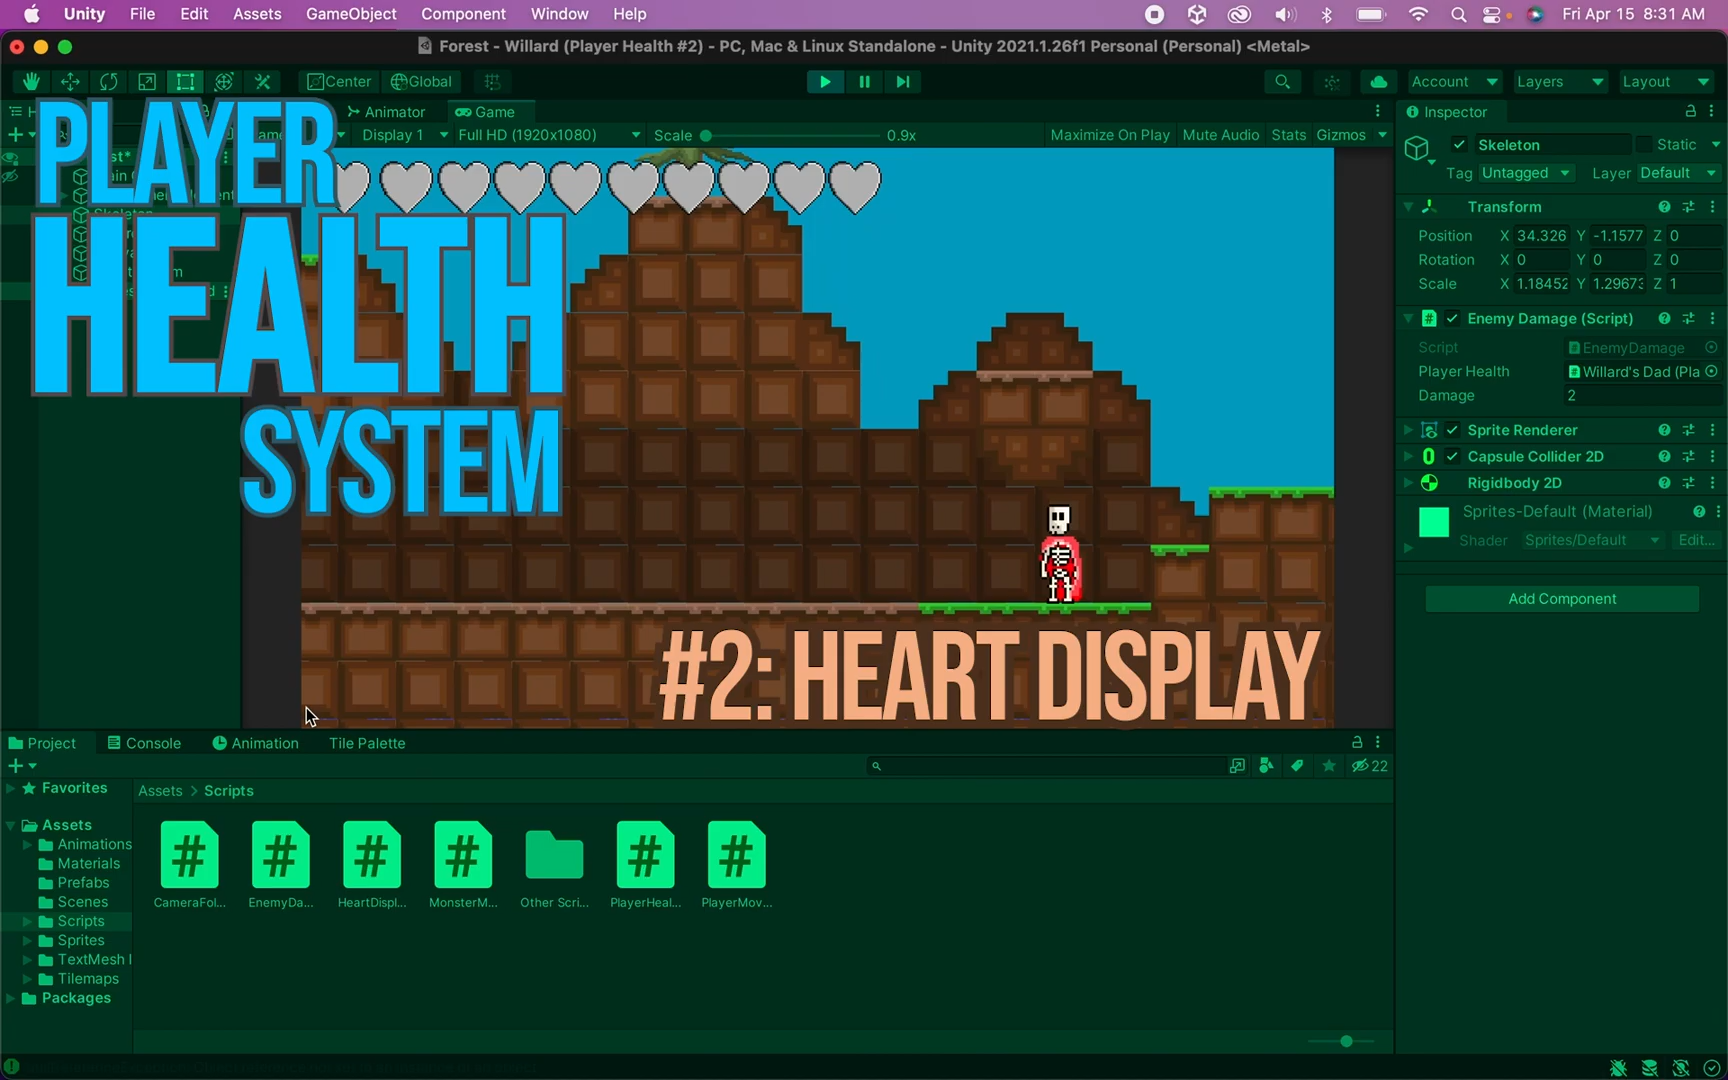 Unity File Edit Assets GameObject Component Window Help Fri Apr 15 8:31 AM
Forest - Willard (Player Health #2) - PC, Mac & Linux Standalone - Unity 2021.1.26f1 Personal (Personal) <Metal>
Center Global Account Layers Layout
Animator Game Inspector
Display 1 Full HD (1920x1080) Scale 0.9x Maximize On Play Mute Audio Stats Gizmos
PLAYER
HEALTH
SYSTEM
#2: HEART DISPLAY
Skeleton Static
Tag Untagged Layer Default
Transform
Position X 34.326 Y -1.1577 Z 0
Rotation X 0 Y 0 Z 0
Scale X 1.18452 Y 1.29673 Z 1
Enemy Damage (Script)
Script EnemyDamage
Player Health Willard's Dad (Pla
Damage 2
Sprite Renderer
Capsule Collider 2D
Rigidbody 2D
Sprites-Default (Material)
Shader Sprites/Default Edit...
Add Component
Project Console Animation Tile Palette
22
Favorites
Assets
Animations
Materials
Prefabs
Scenes
Scripts
Sprites
TextMesh
Tilemaps
Packages
Assets > Scripts
CameraFol... EnemyDa... HeartDispl... MonsterM... Other Scri... PlayerHeal... PlayerMov...